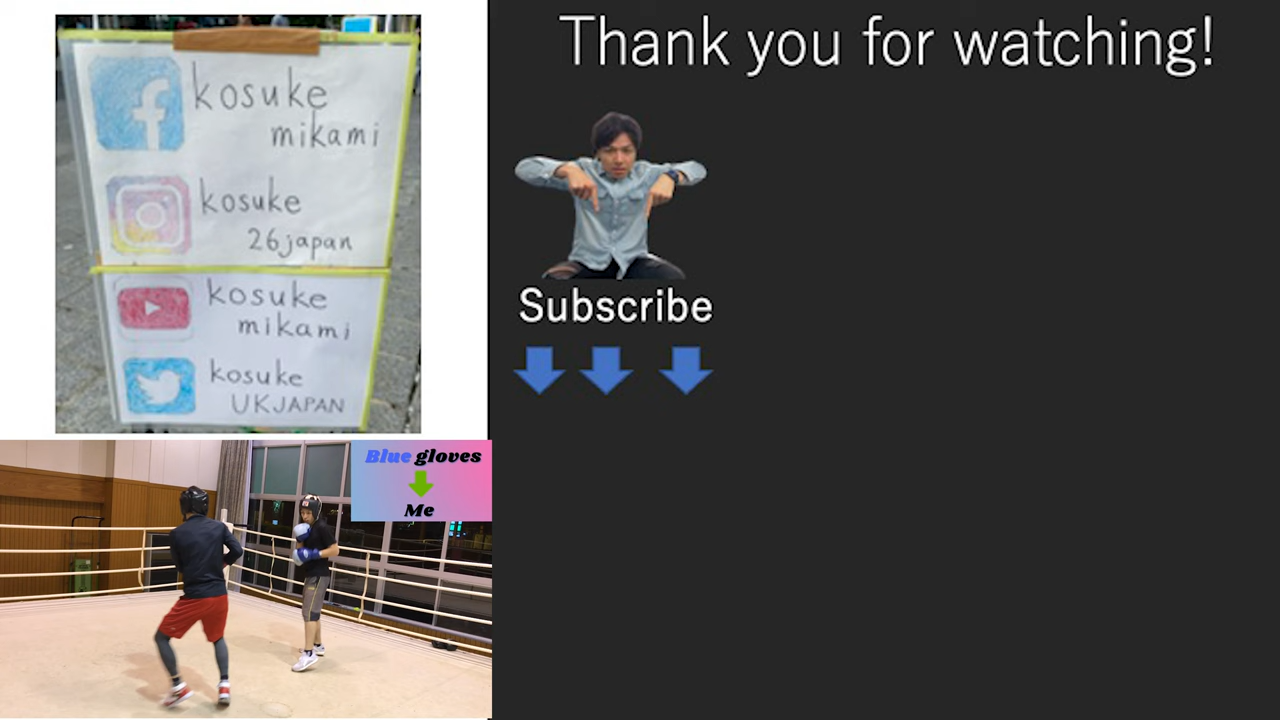 kosuke
mikami
kosuke
26japan
kosuke
mikami
kosuke
UKJAPAN
Thank you for watching!
Subscribe
Blue gloves
Me